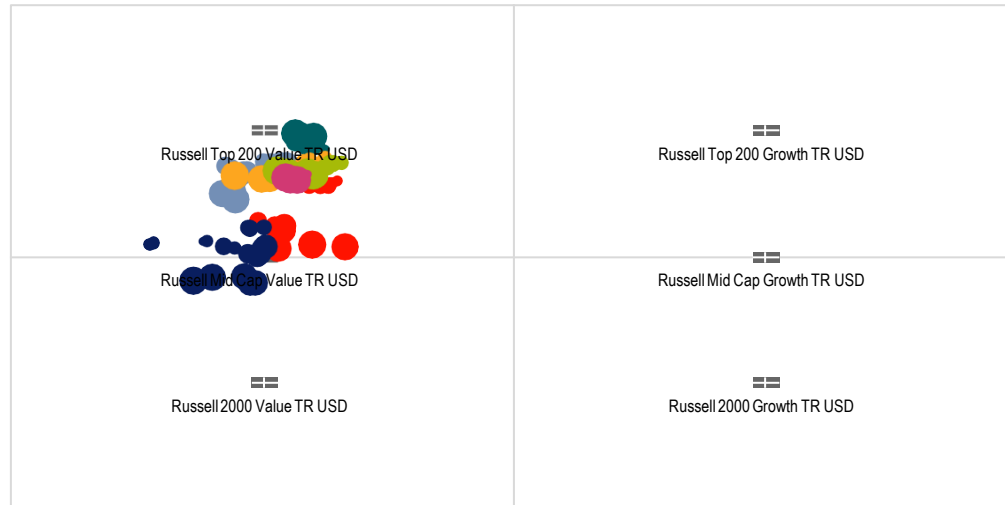 Russell Top 200 Value TR USD
Russell Top 200 Growth TR USD
Russell Mid Cap Value TR USD
Russell Mid Cap Growth TR USD
Russell 2000 Value TR USD
Russell 2000 Growth TR USD